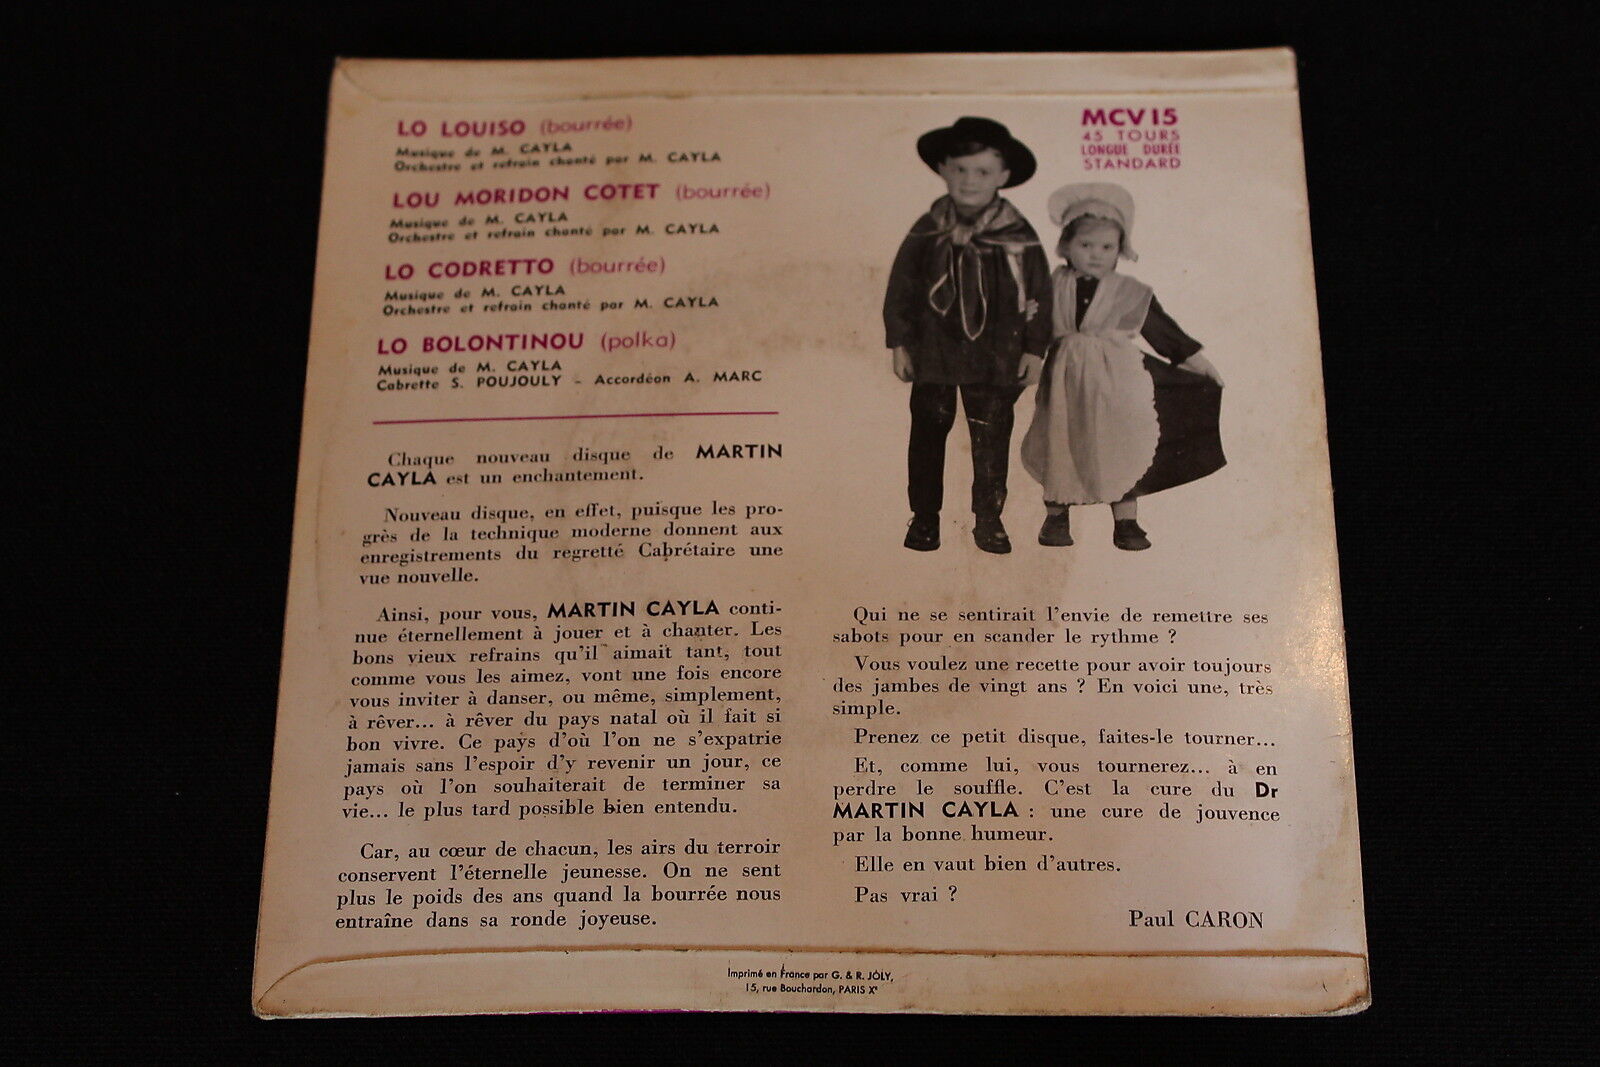 LO LOUISO (bourrée)
Musique de M. CAYLA
Orchestre et refrain chanté par M. CAYLA
LOU MORIDON COTET (bourrée)
Musique de M. CAYLA
Orchestre et refrain chanté par M. CAYLA
LO CODRETTO (bourrée)
Musique de M. CAYLA
Orchestre et refrain chanté par M. CAYLA
LO BOLONTINOU (polka)
Musique de M. CAYLA
Cabrette S. POUJOULY - Accordéon A. MARC
MCV15
45 TOURS
LONGUE DURÉE
STANDARD
Chaque nouveau disque de MARTIN
CAYLA est un enchantement.
Nouveau disque, en effet, puisque les pro-
grès de la technique moderne donnent aux
enregistrements du regretté Cabrétaire une
vue nouvelle.
Ainsi, pour vous, MARTIN CAYLA conti-
nue éternellement à jouer et à chanter. Les
bons vieux refrains qu'il aimait tant, tout
comme vous les aimez, vont une fois encore
vous inviter à danser, ou même, simplement,
à rêver... à rêver du pays natal où il fait si
bon vivre. Ce pays d'où l'on ne s'expatrie
jamais sans l'espoir d'y revenir un jour, ce
pays où l'on souhaiterait de terminer sa
vie... le plus tard possible bien entendu.
Car, au cœur de chacun, les airs du terroir
conservent l'éternelle jeunesse. On ne sent
plus le poids des ans quand la bourrée nous
entraîne dans sa ronde joyeuse.
Qui ne se sentirait l'envie de remettre ses
sabots pour en scander le rythme ?
Vous voulez une recette pour avoir toujours
des jambes de vingt ans ? En voici une, très
simple.
Prenez ce petit disque, faites-le tourner...
Et, comme lui, vous tournerez... à en
perdre le souffle. C'est la cure du Dr
MARTIN CAYLA : une cure de jouvence
par la bonne humeur.
Elle en vaut bien d'autres.
Pas vrai ?
Paul CARON
Imprimé en France par G. & R. JOLY,
15, rue Bouchardon, PARIS Xe